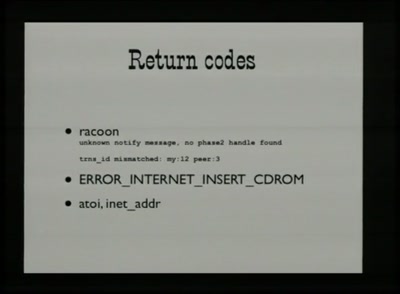 Return codes
• racoon
unknown notify message, no phase2 handle found
trns_id mismatched: my:12 peer:3
• ERROR_INTERNET_INSERT_CDROM
• atoi, inet_addr